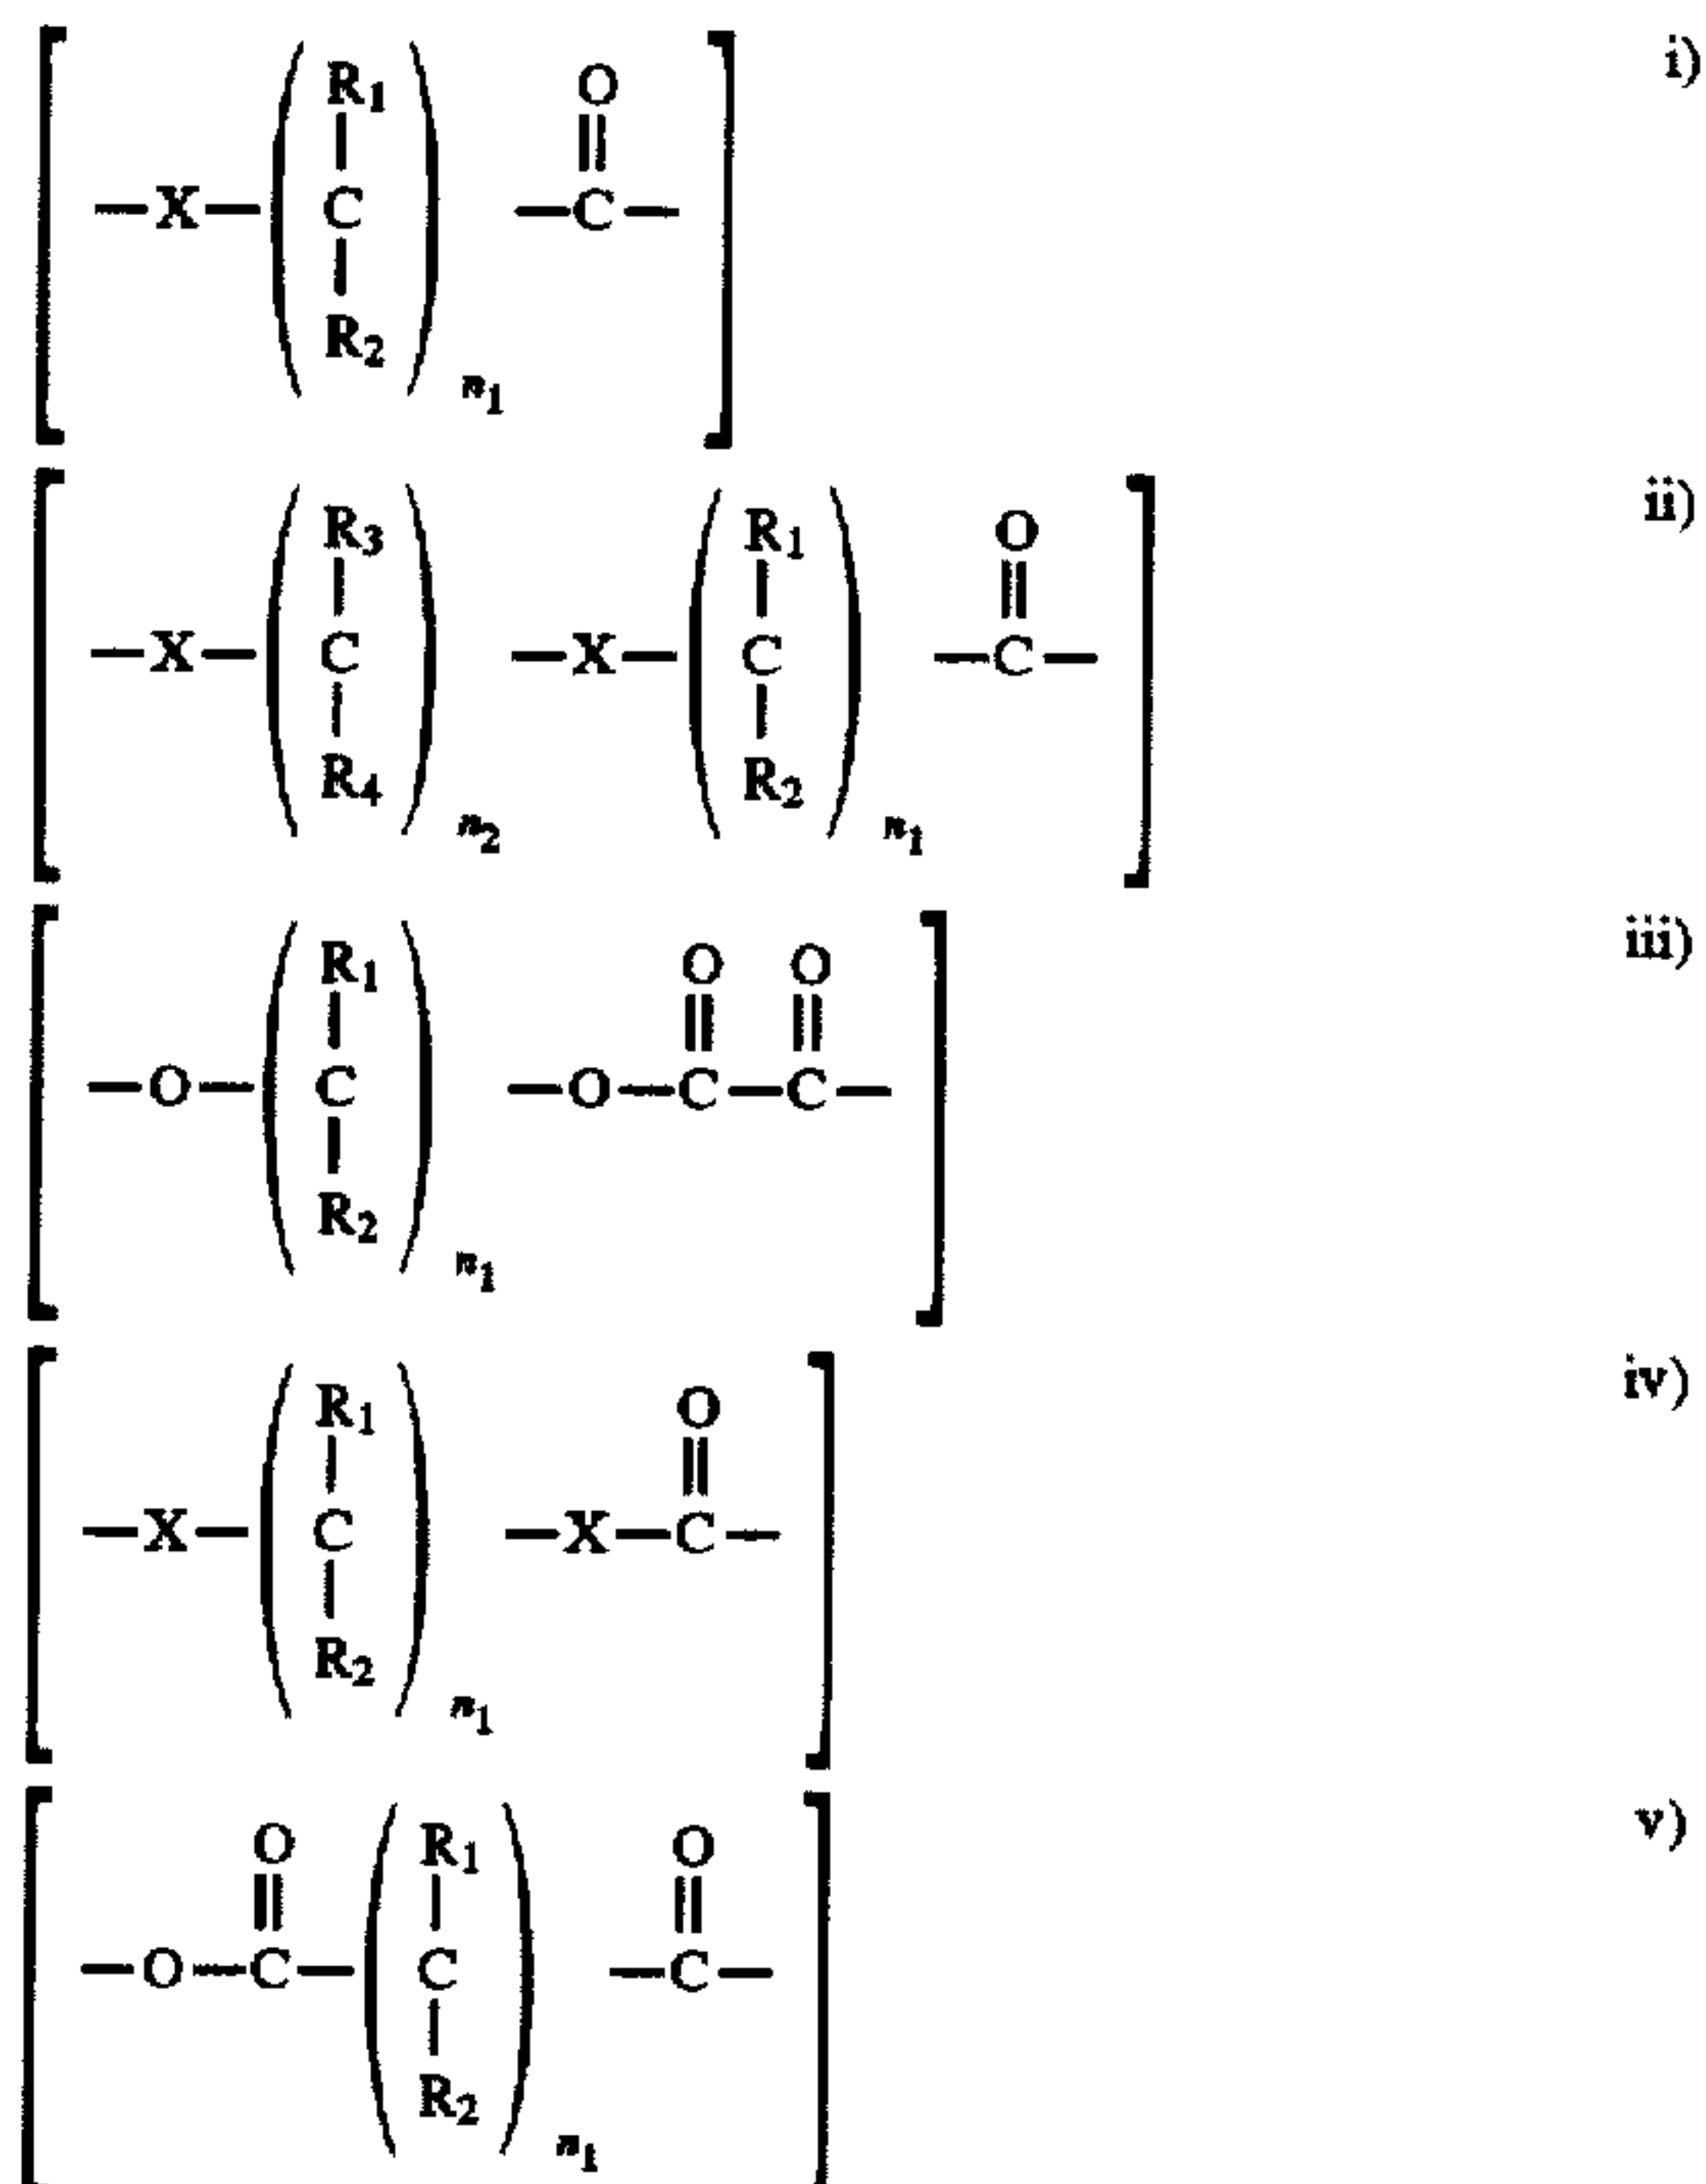 R1 O i)
—X—( C ) —C—
R2
n1
R3 R1 O ii)
—X—( C ) —X—( C ) —C—
R4 R2
n2 n1
R1 O O iii)
—O—( C ) —O—C—C—
R2
n1
R1 O iv)
—X—( C ) —X—C—
R2
n1
O R1 O v)
—O—C—( C ) —C—
R2
n1